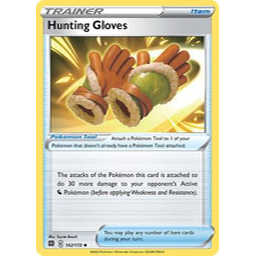 TRAINER
Item
Hunting Gloves
Pokémon Tool
Attach a Pokémon Tool to 1 of your
Pokémon that doesn't already have a Pokémon Tool attached.
The attacks of the Pokémon this card is attached to
do 30 more damage to your opponent's Active
Pokémon (before applying Weakness and Resistance).
You may play any number of Item cards
during your turn.
142/172